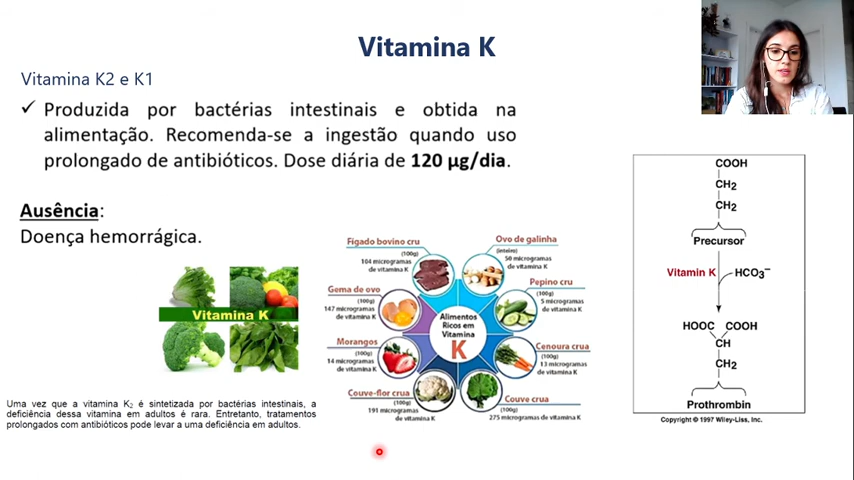 Vitamina K
Vitamina K2 e K1
✓ Produzida por bactérias intestinais e obtida na
alimentação. Recomenda-se a ingestão quando uso
prolongado de antibióticos. Dose diária de 120 µg/dia.
Ausência:
Doença hemorrágica.
Vitamina K
Uma vez que a vitamina K₂ é sintetizada por bactérias intestinais, a
deficiência dessa vitamina em adultos é rara. Entretanto, tratamentos
prolongados com antibióticos pode levar a uma deficiência em adultos.
Fígado bovino cru
(100g)
104 microgramas
de vitamina K
Ovo de galinha
(inteiro)
50 microgramas
de vitamina K
Gema de ovo
(100g)
147 microgramas
de vitamina K
Pepino cru
(100g)
5 microgramas
de vitamina K
Alimentos
Ricos em
Vitamina
K
Morangos
(100g)
14 microgramas
de vitamina K
Cenoura crua
(100g)
13 microgramas
de vitamina K
Couve-flor crua
(100g)
191 microgramas
de vitamina K
Couve crua
(100g)
275 microgramas de vitamina K
COOH
CH2
CH2
Precursor
Vitamin K
HCO3⁻
HOOC COOH
CH
CH2
Prothrombin
Copyright © 1997 Wiley-Liss, Inc.